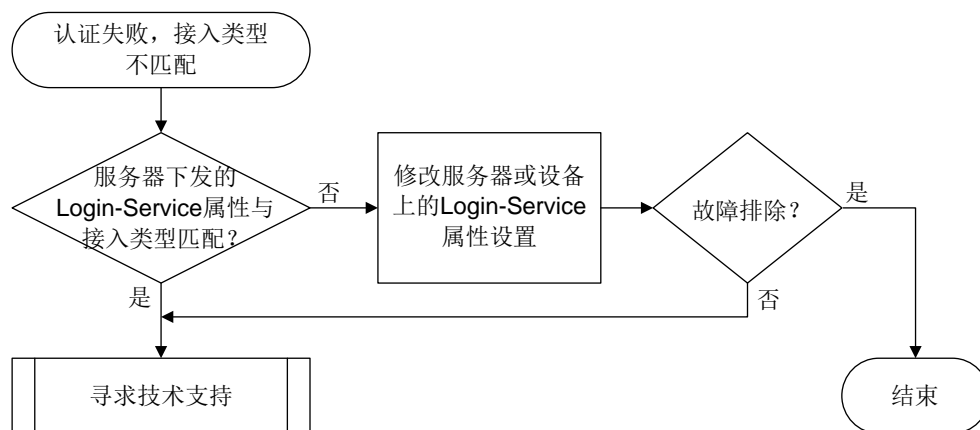 认证失败，接入类型
不匹配
服务器下发的
Login-Service属性与
接入类型匹配？
否
修改服务器或设备
上的Login-Service
属性设置
故障排除？
是
是
否
寻求技术支持
结束